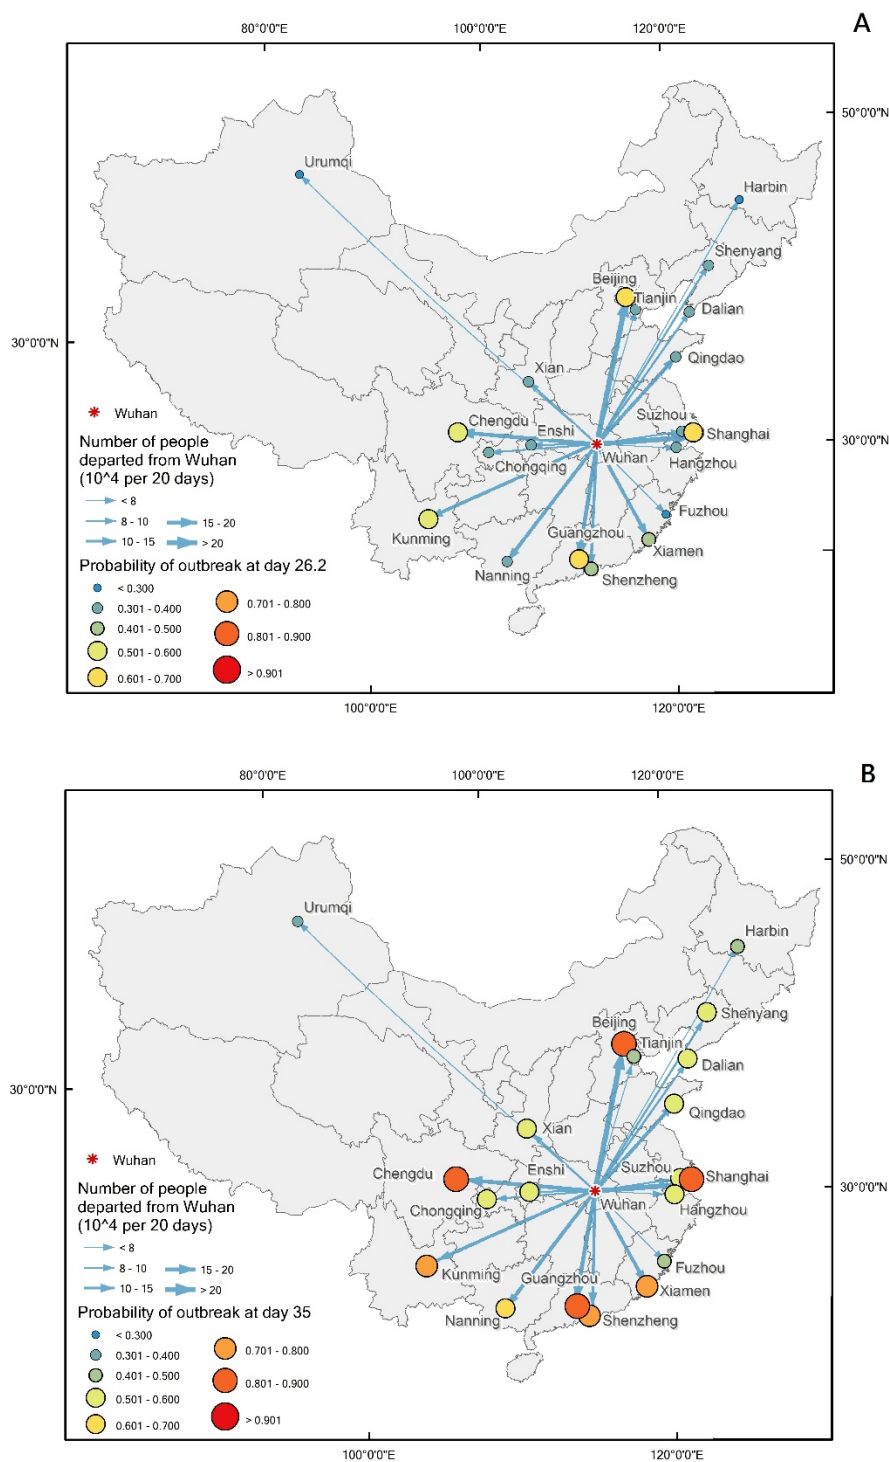 A
80°0'0"E 100°0'0"E 120°0'0"E
50°0'0"N
Urumqi
Harbin
Shenyang
Beijing
Tianjin
Dalian
30°0'0"N
Qingdao
Xian
Wuhan
Chengdu
Enshi
Suzhou
Shanghai
30°0'0"N
Number of people
departed from Wuhan
(10^4 per 20 days)
Chongqing
Wuhan
Hangzhou
< 8
8 - 10 15 - 20
10 - 15 > 20
Kunming
Guangzhou
Fuzhou
Xiamen
Probability of outbreak at day 26.2
Nanning
Shenzheng
< 0.300
0.301 - 0.400
0.401 - 0.500
0.501 - 0.600
0.601 - 0.700
0.701 - 0.800
0.801 - 0.900
> 0.901
100°0'0"E 120°0'0"E
B
80°0'0"E 100°0'0"E 120°0'0"E
50°0'0"N
Urumqi
Harbin
Shenyang
Beijing
Tianjin
Dalian
30°0'0"N
Qingdao
Xian
Wuhan
Chengdu
Enshi
Suzhou
Shanghai
30°0'0"N
Number of people
departed from Wuhan
(10^4 per 20 days)
Chongqing
Wuhan
Hangzhou
< 8
8 - 10 15 - 20
10 - 15 > 20
Kunming
Guangzhou
Fuzhou
Xiamen
Probability of outbreak at day 35
Nanning
Shenzheng
< 0.300
0.301 - 0.400
0.401 - 0.500
0.501 - 0.600
0.601 - 0.700
0.701 - 0.800
0.801 - 0.900
> 0.901
100°0'0"E 120°0'0"E